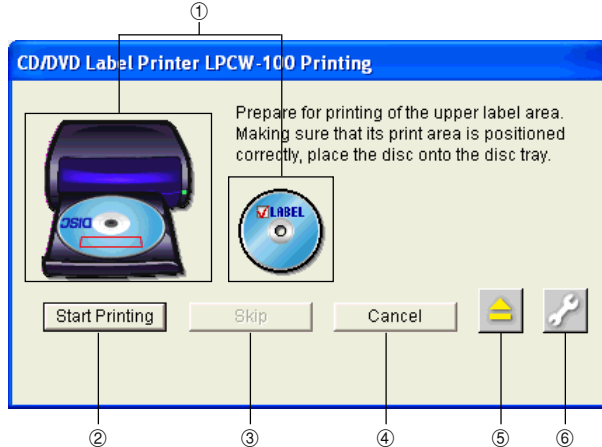 ①
CD/DVD Label Printer LPCW-100 Printing
Prepare for printing of the upper label area.
Making sure that its print area is positioned
correctly, place the disc onto the disc tray.
DISC
LABEL
Start Printing
Skip
Cancel
②
③
④
⑤
⑥